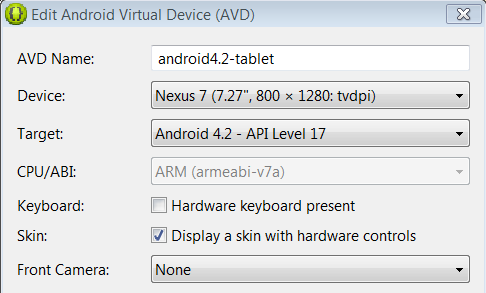 Edit Android Virtual Device (AVD)
AVD Name: android4.2-tablet
Device: Nexus 7 (7.27", 800 × 1280: tvdpi)
Target: Android 4.2 - API Level 17
CPU/ABI: ARM (armeabi-v7a)
Keyboard: Hardware keyboard present
Skin: Display a skin with hardware controls
Front Camera: None